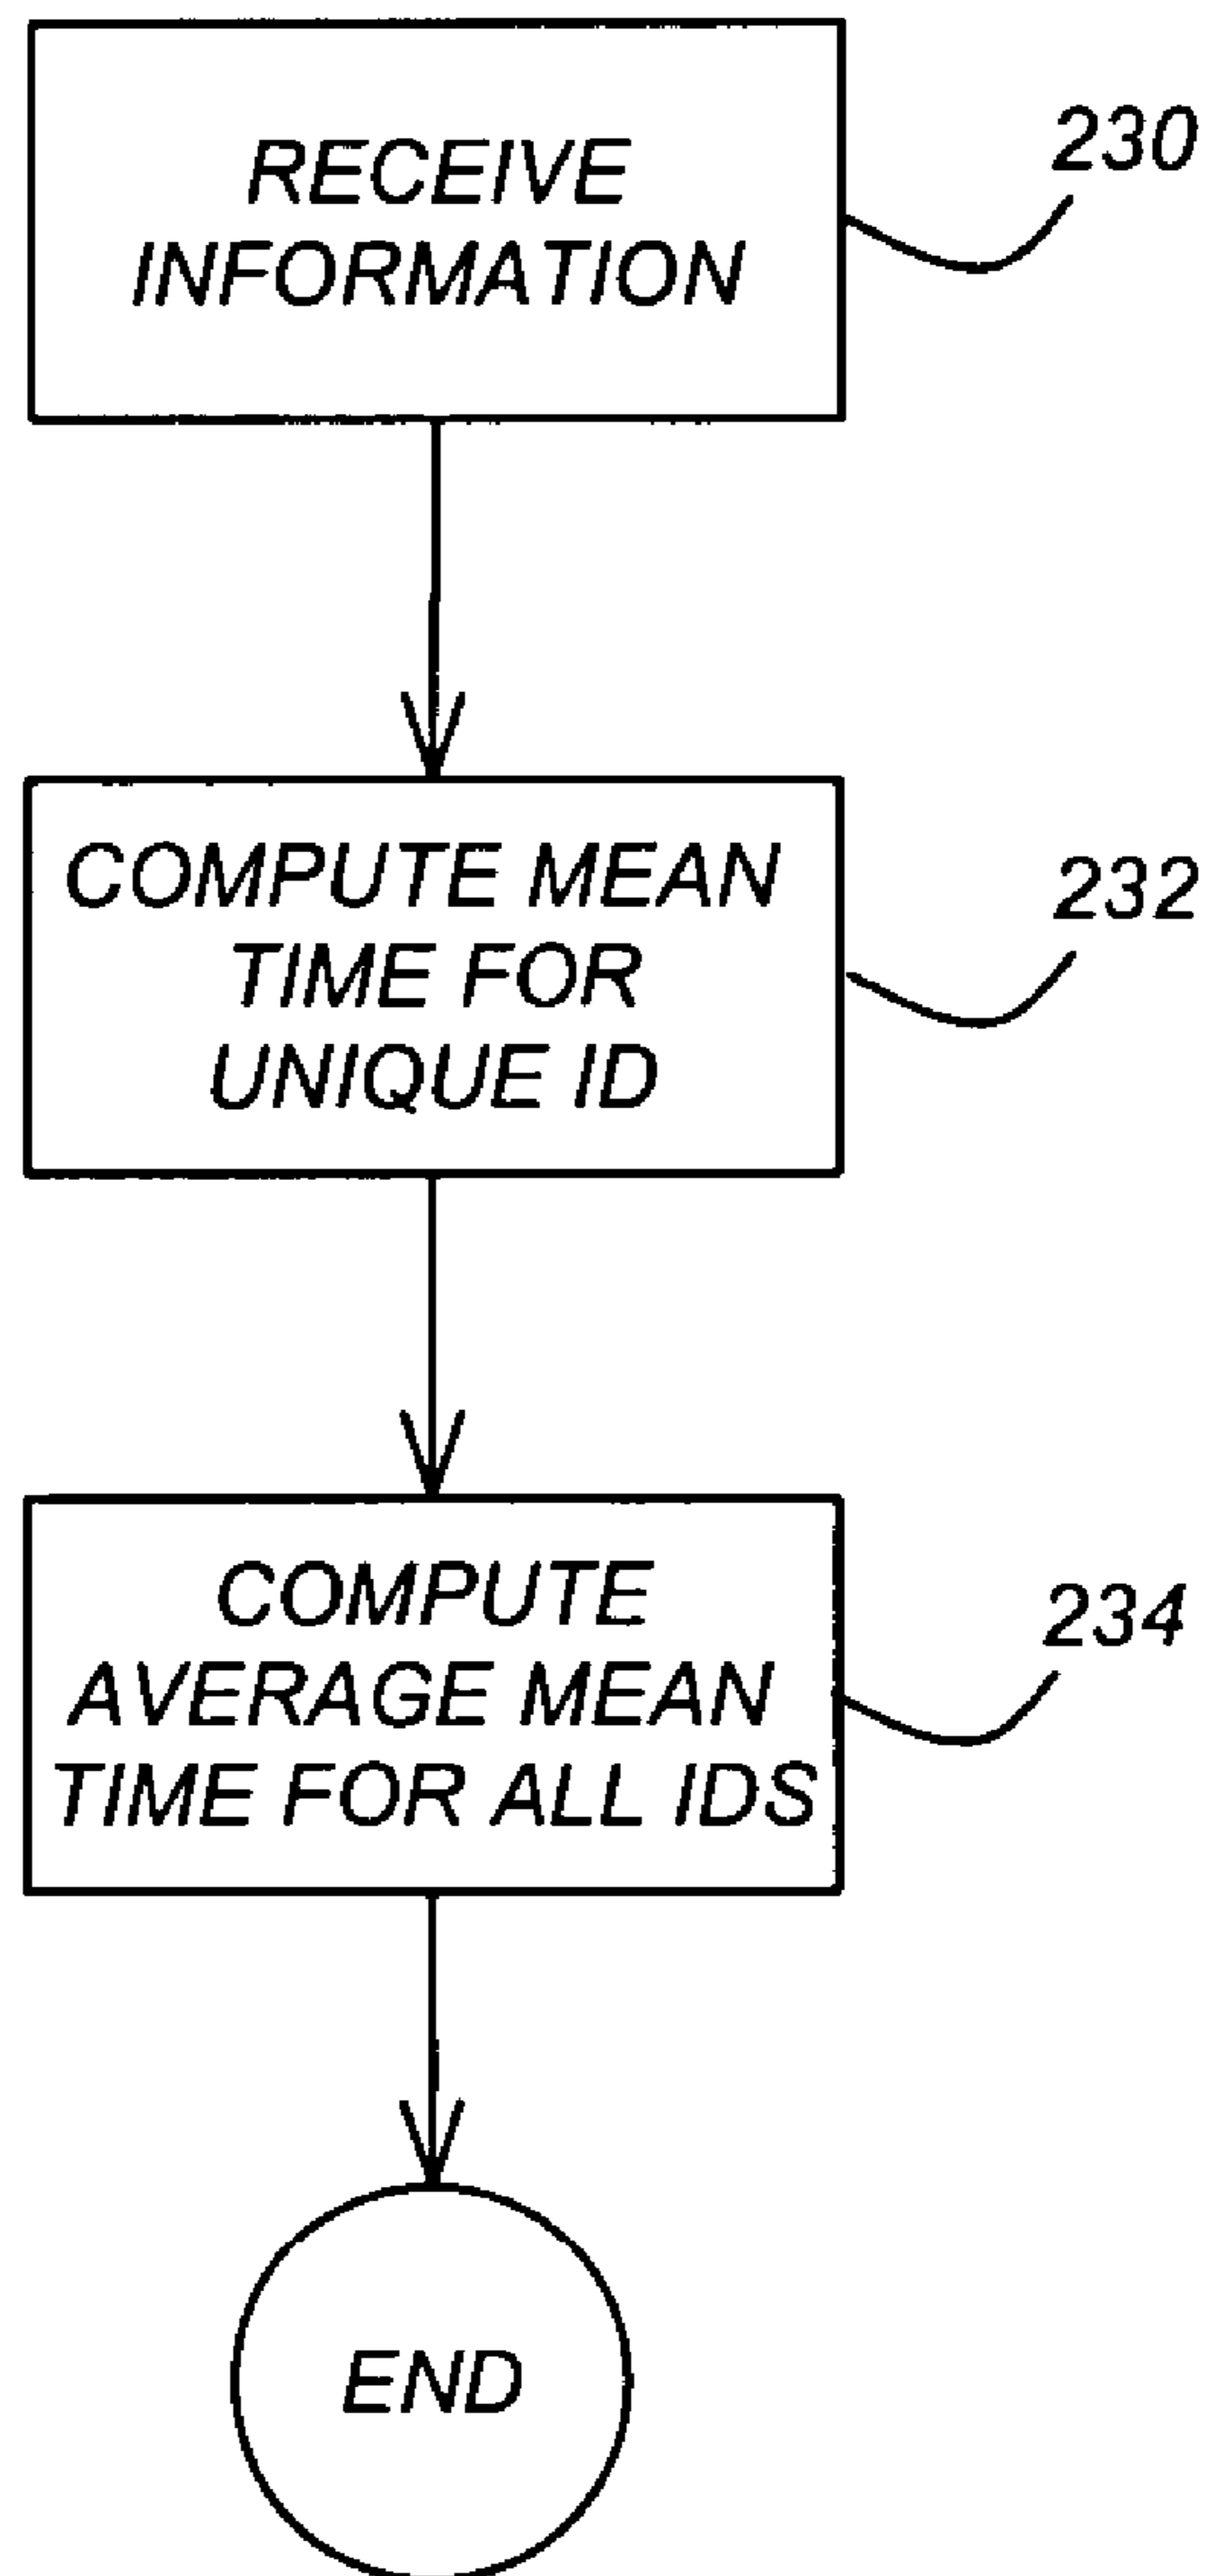 RECEIVE
INFORMATION
230
COMPUTE MEAN
TIME FOR
UNIQUE ID
232
COMPUTE
AVERAGE MEAN
TIME FOR ALL IDS
234
END